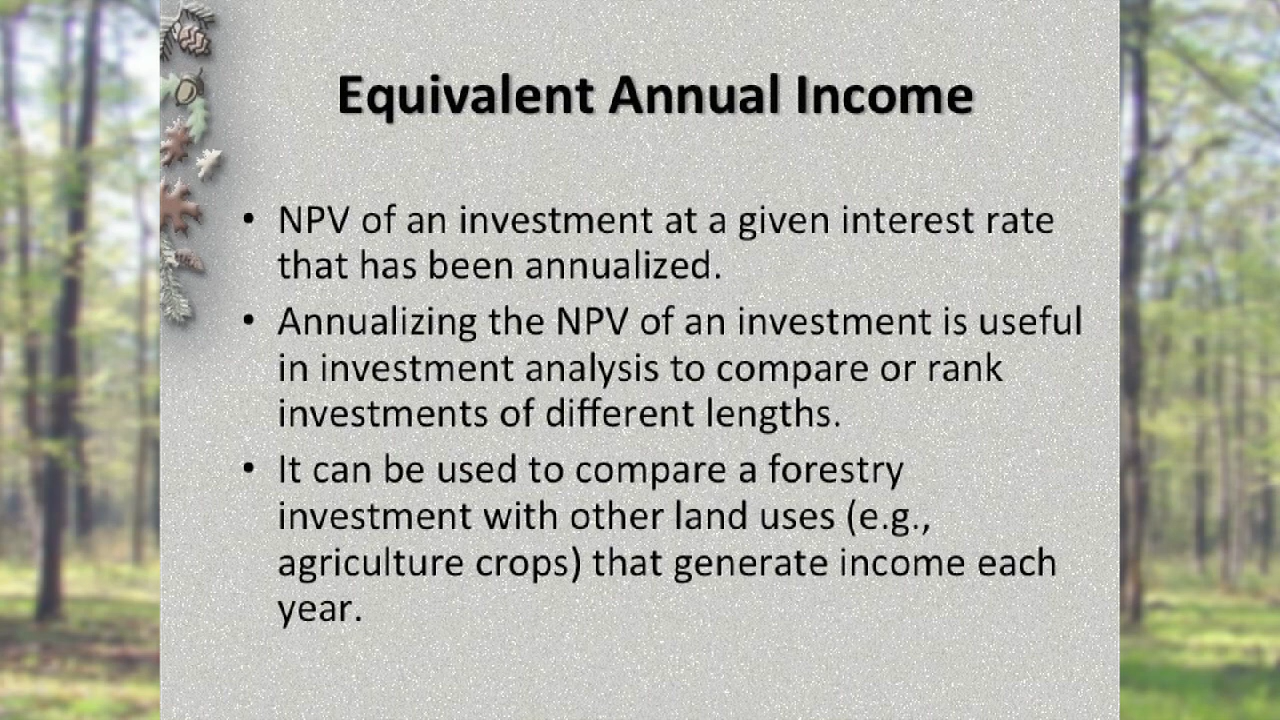 Equivalent Annual Income
• NPV of an investment at a given interest rate
that has been annualized.
• Annualizing the NPV of an investment is useful
in investment analysis to compare or rank
investments of different lengths.
• It can be used to compare a forestry
investment with other land uses (e.g.,
agriculture crops) that generate income each
year.